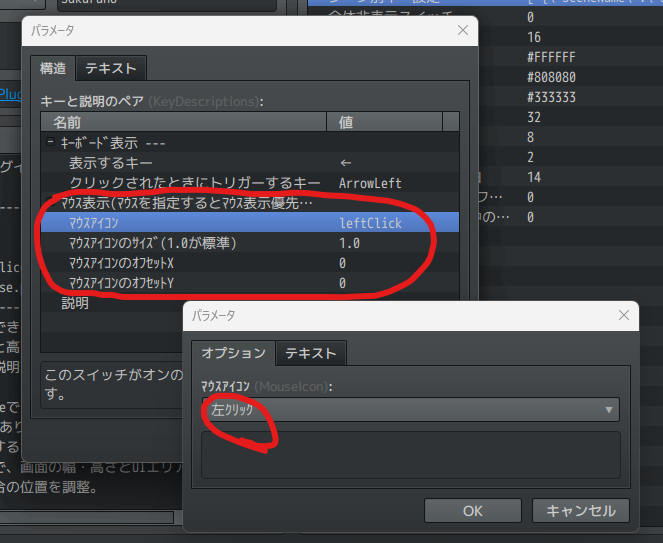 sakurano
全体非表示スイッチ
0
16
#FFFFFF
#808080
#333333
32
8
2
14
0
0
パラメータ
構造
テキスト
キーと説明のペア (KeyDescriptions):
名前 値
ｷｰﾎﾞｰﾄﾞ表示 ---
表示するキー ←
クリックされたときにトリガーするキー ArrowLeft
ﾏｳｽ表示(ﾏｳｽを指定するとﾏｳｽ表示優先…
ﾏｳｽｱｲｺﾝ leftClick
ﾏｳｽｱｲｺﾝのｻｲｽﾞ(1.0が標準) 1.0
ﾏｳｽｱｲｺﾝのｵﾌｾｯﾄX 0
ﾏｳｽｱｲｺﾝのｵﾌｾｯﾄY 0
説明
このスイッチがオンの
す。
パラメータ
オプション
テキスト
ﾏｳｽｱｲｺﾝ (MouseIcon):
左ｸﾘｯｸ
OK
キャンセル
で、画面の幅・高さとUIエリア
合の位置を調整。